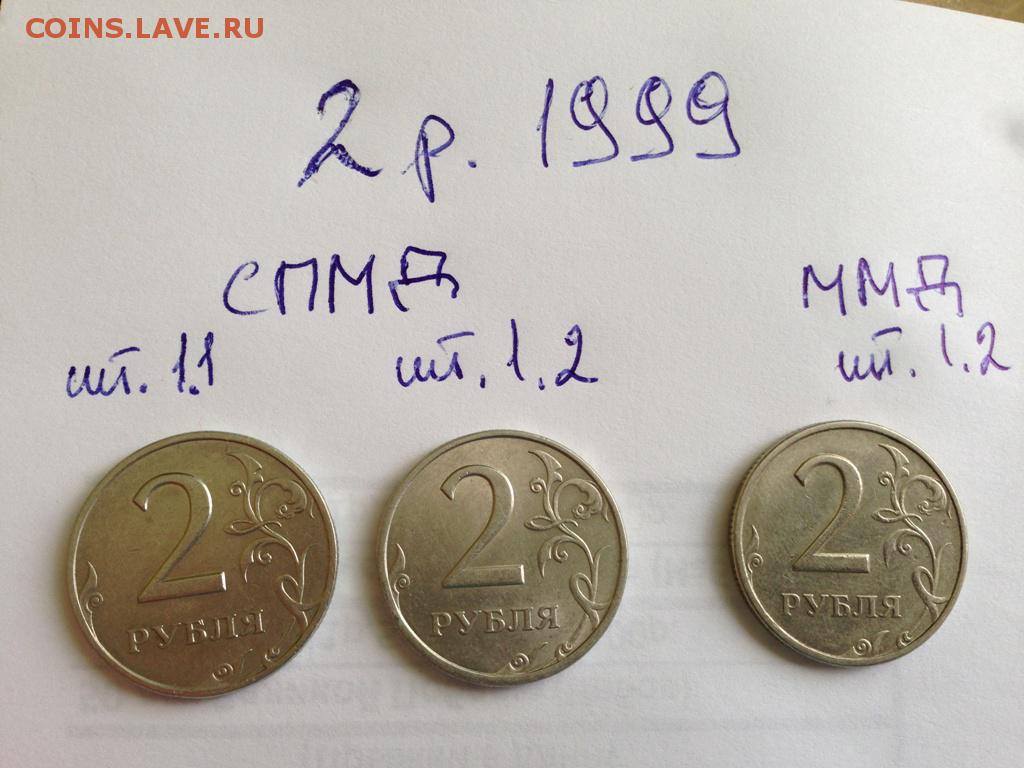 COINS.LAVE.RU
2 р. 1999
СПМД ММД
шт. 1.1 шт. 1.2 шт. 1.2
2 2 2
РУБЛЯ РУБЛЯ РУБЛЯ